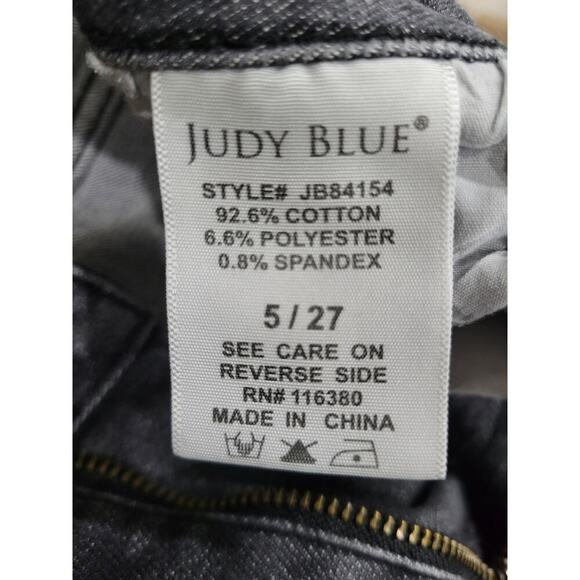 JUDY BLUE®
STYLE# JB84154
92.6% COTTON
6.6% POLYESTER
0.8% SPANDEX
5 / 27
SEE CARE ON
REVERSE SIDE
RN# 116380
MADE IN CHINA